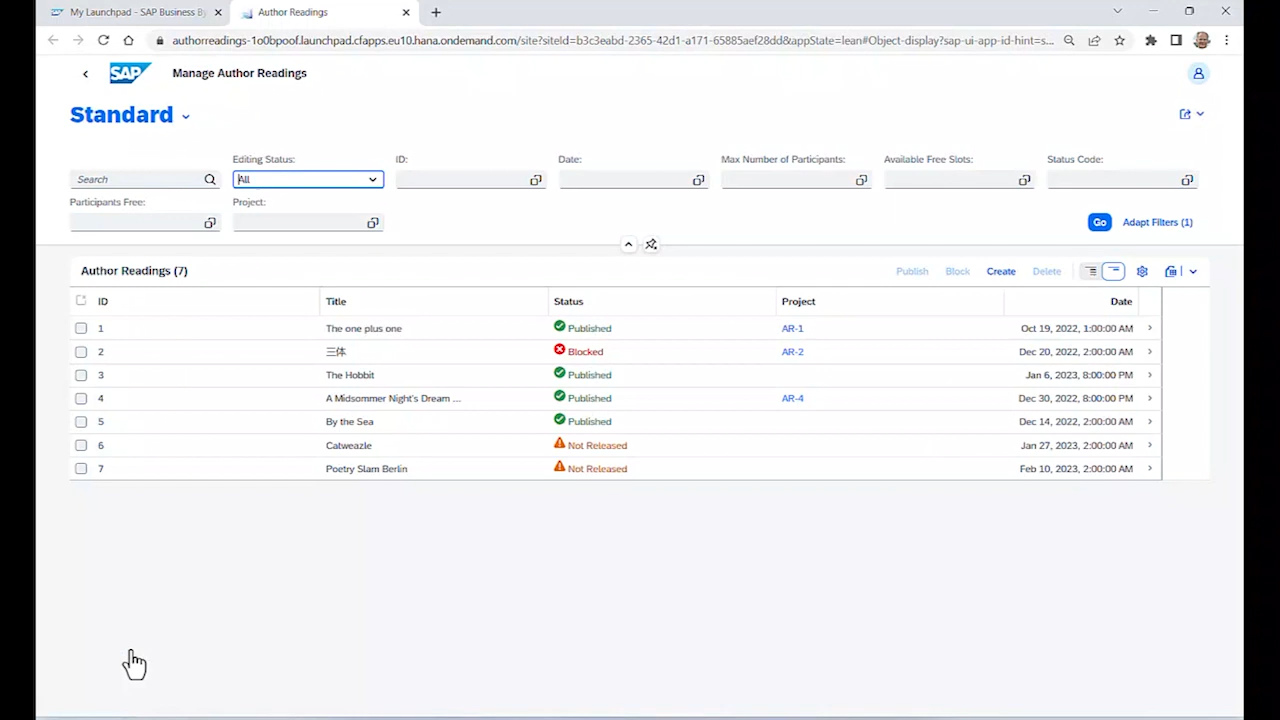 My Launchpad - SAP Business By
Author Readings
authorreadings-1o0bpoof.launchpad.cfapps.eu10.hana.ondemand.com/site?siteId=b3c3eabd-2365-42d1-a171-65885aef28dd&appState=lean#Object-display?sap-ui-app-id-hint=s...
SAP Manage Author Readings
Standard
Editing Status: ID: Date: Max Number of Participants: Available Free Slots: Status Code:
Search All
Participants Free: Project:
Go Adapt Filters (1)
Author Readings (7) Publish Block Create Delete
ID Title Status Project Date
1 The one plus one Published AR-1 Oct 19, 2022, 1:00:00 AM
2 三体 Blocked AR-2 Dec 20, 2022, 2:00:00 AM
3 The Hobbit Published Jan 6, 2023, 8:00:00 PM
4 A Midsommer Night's Dream ... Published AR-4 Dec 30, 2022, 8:00:00 PM
5 By the Sea Published Dec 14, 2022, 2:00:00 AM
6 Catweazle Not Released Jan 27, 2023, 2:00:00 AM
7 Poetry Slam Berlin Not Released Feb 10, 2023, 2:00:00 AM